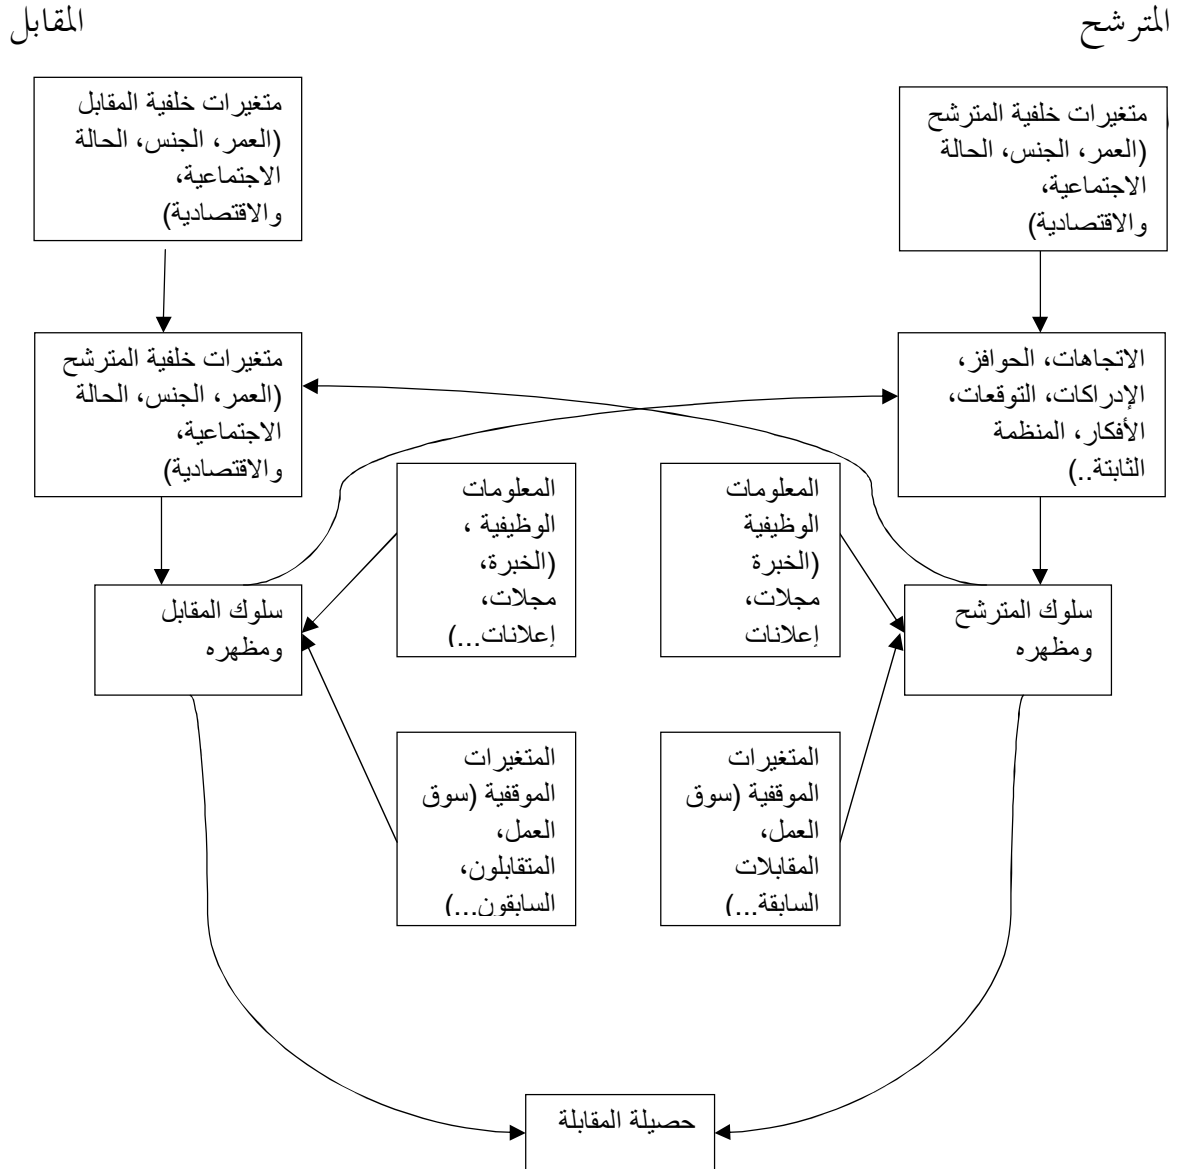 المترشح
المقابل
متغيرات خلفية المترشح
(العمر، الجنس، الحالة
الاجتماعية،
والاقتصادية)
متغيرات خلفية المقابل
(العمر، الجنس، الحالة
الاجتماعية،
والاقتصادية)
الاتجاهات، الحوافز،
الإدراكات، التوقعات،
الأفكار، المنظمة
الثابتة..)
متغيرات خلفية المترشح
(العمر، الجنس، الحالة
الاجتماعية،
والاقتصادية)
المعلومات
الوظيفية
(الخبرة
مجلات،
إعلانات
المعلومات
الوظيفية ،
(الخبرة،
مجلات،
إعلانات...)
سلوك المترشح
ومظهره
سلوك المقابل
ومظهره
المتغيرات
الموقفية (سوق
العمل،
المقابلات
السابقة...)
المتغيرات
الموقفية (سوق
العمل،
المتقابلون،
السابقون...)
حصيلة المقابلة